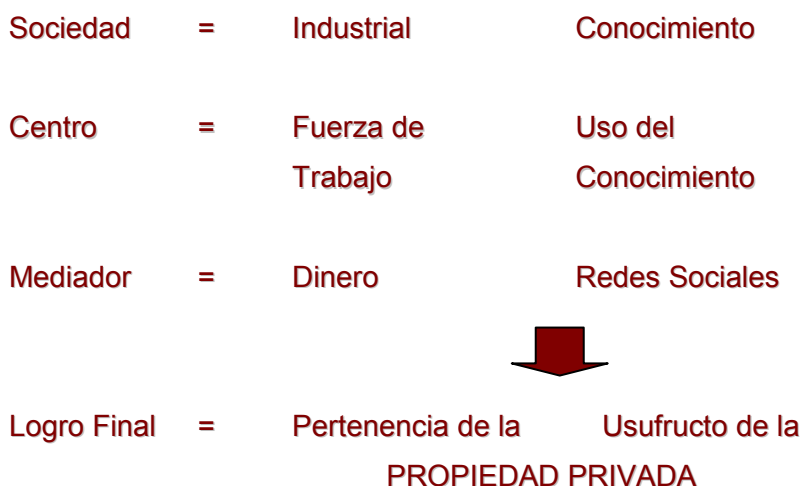 Sociedad = Industrial Conocimiento
Centro = Fuerza de Uso del
Trabajo Conocimiento
Mediador = Dinero Redes Sociales
Logro Final = Pertenencia de la Usufructo de la
PROPIEDAD PRIVADA